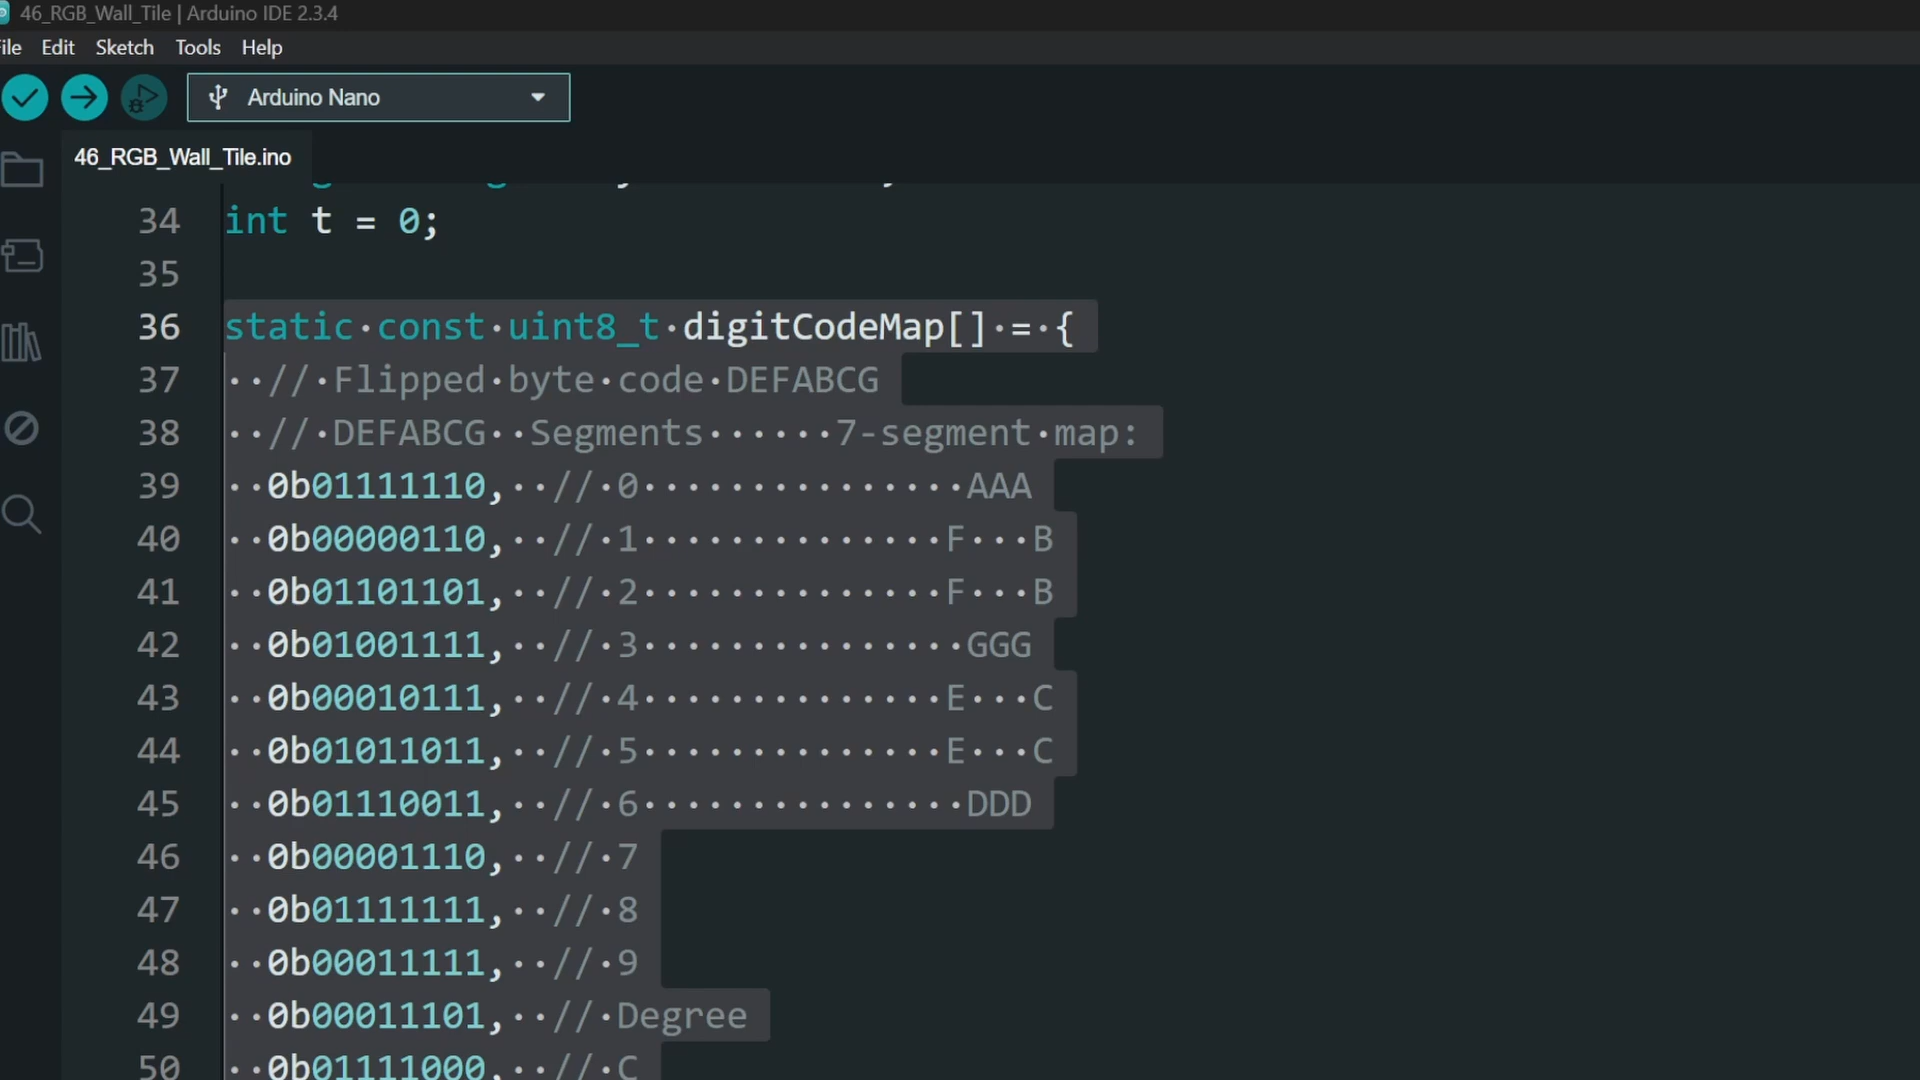 46_RGB_Wall_Tile | Arduino IDE 2.3.4
File Edit Sketch Tools Help
Arduino Nano
46_RGB_Wall_Tile.ino
34 int t = 0;
35
36 static const uint8_t digitCodeMap[] = {
37 // Flipped byte code DEFABCG
38 // DEFABCG  Segments      7-segment map:
39 0b01111110,  // 0               AAA
40 0b00000110,  // 1              F   B
41 0b01101101,  // 2              F   B
42 0b01001111,  // 3               GGG
43 0b00010111,  // 4              E   C
44 0b01011011,  // 5              E   C
45 0b01110011,  // 6               DDD
46 0b00001110,  // 7
47 0b01111111,  // 8
48 0b00011111,  // 9
49 0b00011101,  // Degree
50 0b01111000,  // C